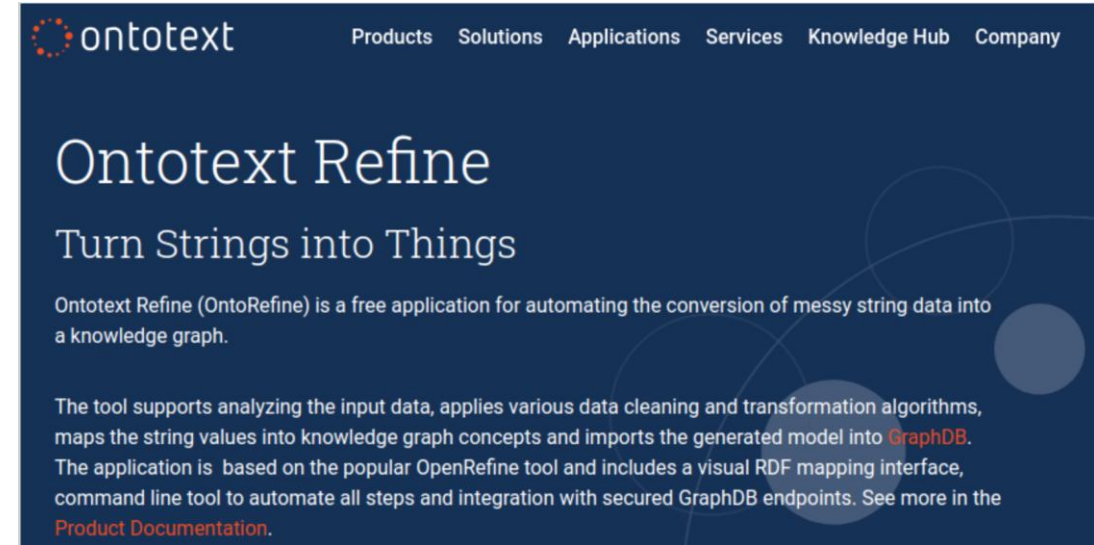 ontotext
Products Solutions Applications Services Knowledge Hub Company
Ontotext Refine
Turn Strings into Things
Ontotext Refine (OntoRefine) is a free application for automating the conversion of messy string data into
a knowledge graph.
The tool supports analyzing the input data, applies various data cleaning and transformation algorithms,
maps the string values into knowledge graph concepts and imports the generated model into GraphDB.
The application is based on the popular OpenRefine tool and includes a visual RDF mapping interface,
command line tool to automate all steps and integration with secured GraphDB endpoints. See more in the
Product Documentation.